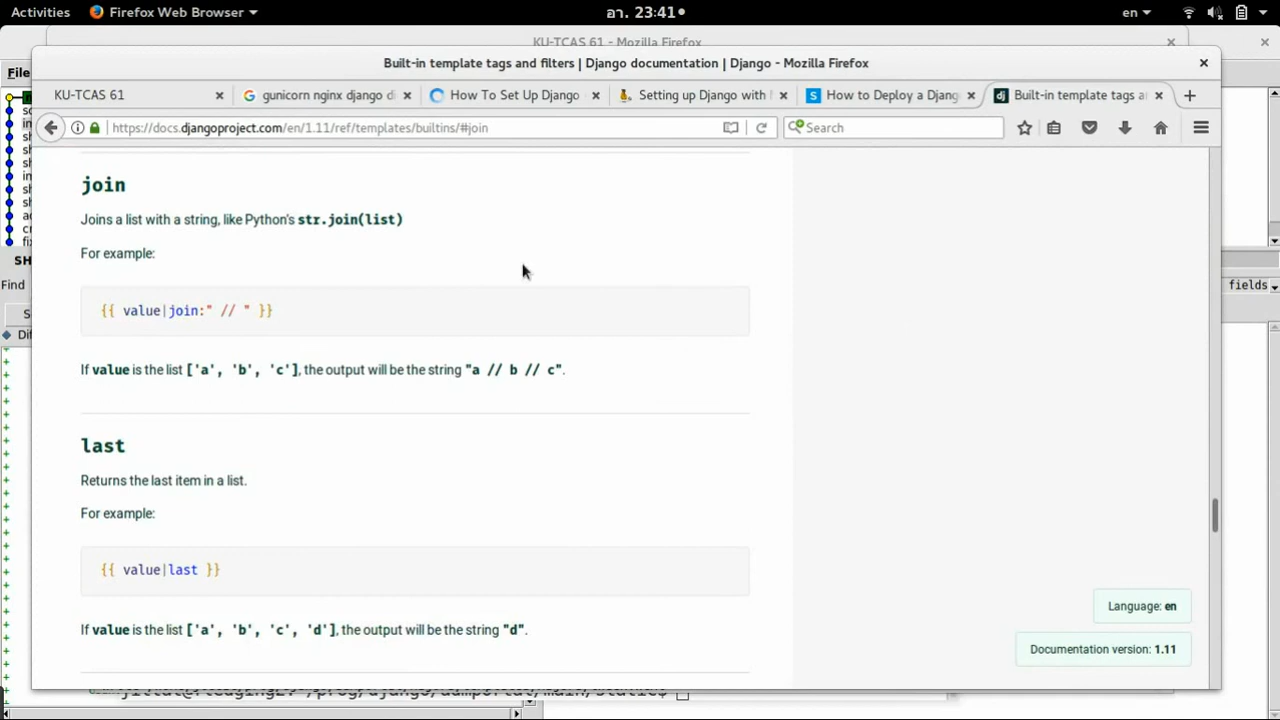 Activities Firefox Web Browser อา. 23:41 en
KU-TCAS 61 - Mozilla Firefox
Built-in template tags and filters | Django documentation | Django - Mozilla Firefox
File
KU-TCAS 61 gunicorn nginx django d How To Set Up Django Setting up Django with How to Deploy a Django Built-in template tags a
https://docs.djangoproject.com/en/1.11/ref/templates/builtins/#join Search
join
Joins a list with a string, like Python's str.join(list)
For example:
SH
Find fields
{{ value|join:" // " }}
If value is the list ['a', 'b', 'c'], the output will be the string "a // b // c".
last
Returns the last item in a list.
For example:
{{ value|last }}
If value is the list ['a', 'b', 'c', 'd'], the output will be the string "d".
Language: en
Documentation version: 1.11